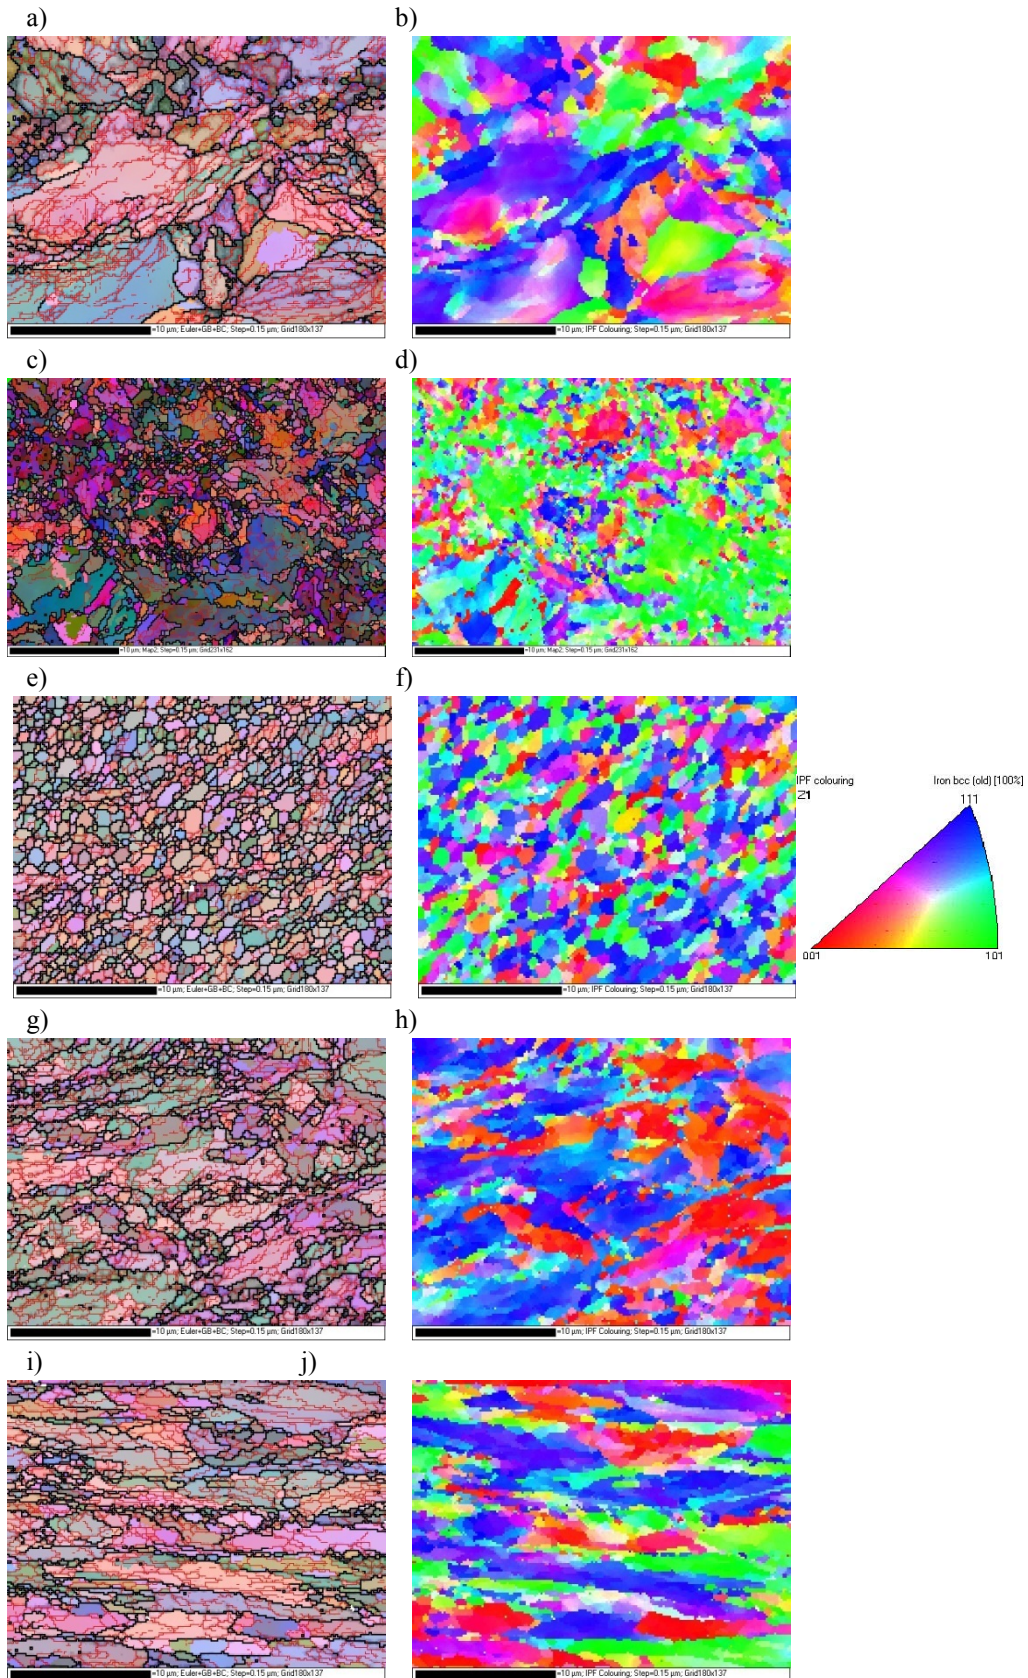 a) b)
=10 µm; Euler+GB+BC; Step=0.15 µm; Grid180x137 =10 µm; IPF Colouring; Step=0.15 µm; Grid180x137
c) d)
=10 µm; Map2; Step=0.15 µm; Grid231x162 =10 µm; Map2; Step=0.15 µm; Grid231x162
e) f)
IPF colouring Iron bcc (old) [100%]
Z1
111
001 101
=10 µm; Euler+GB+BC; Step=0.15 µm; Grid180x137 =10 µm; IPF Colouring; Step=0.15 µm; Grid180x137
g) h)
=10 µm; Euler+GB+BC; Step=0.15 µm; Grid180x137 =10 µm; IPF Colouring; Step=0.15 µm; Grid180x137
i) j)
=10 µm; Euler+GB+BC; Step=0.15 µm; Grid180x137 =10 µm; IPF Colouring; Step=0.15 µm; Grid180x137